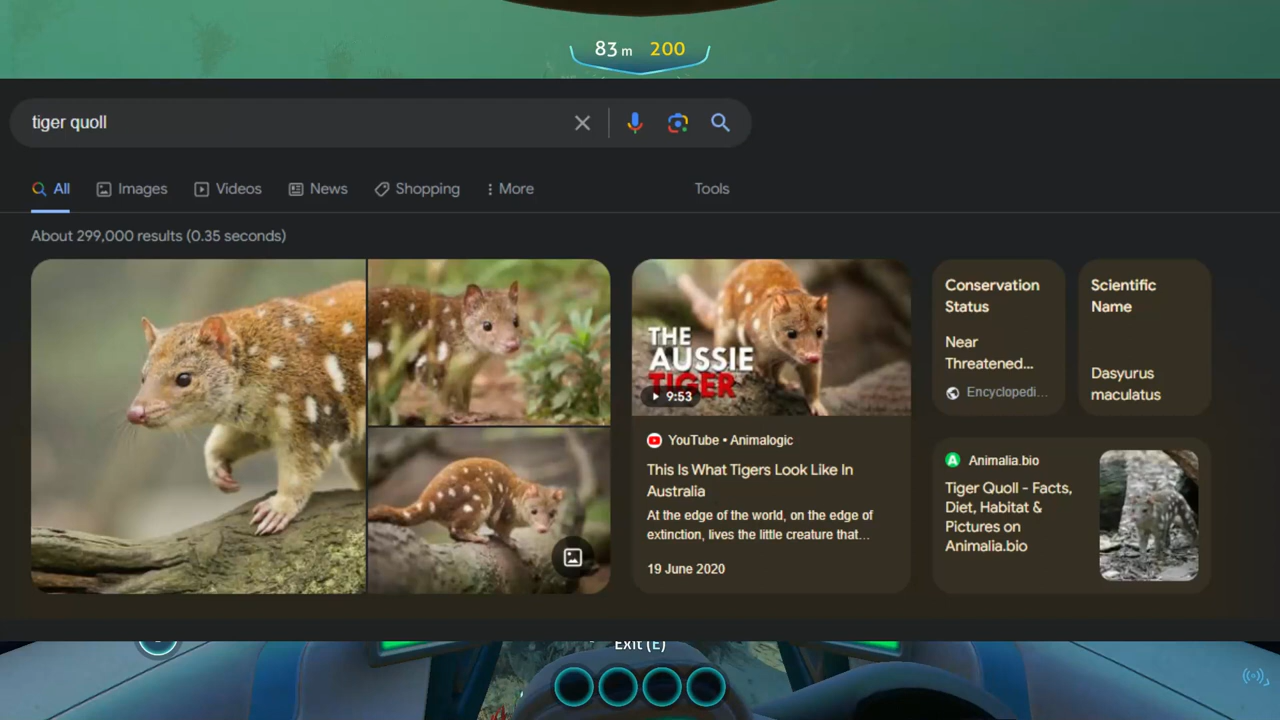 83 m 200
tiger quoll
All Images Videos News Shopping More Tools
About 299,000 results (0.35 seconds)
THE
AUSSIE
TIGER
9:53
YouTube • Animalogic
This Is What Tigers Look Like In
Australia
At the edge of the world, on the edge of
extinction, lives the little creature that...
19 June 2020
Conservation
Status
Near
Threatened...
Encyclopedi...
Scientific
Name
Dasyurus
maculatus
Animalia.bio
Tiger Quoll - Facts,
Diet, Habitat &
Pictures on
Animalia.bio
Exit (E)